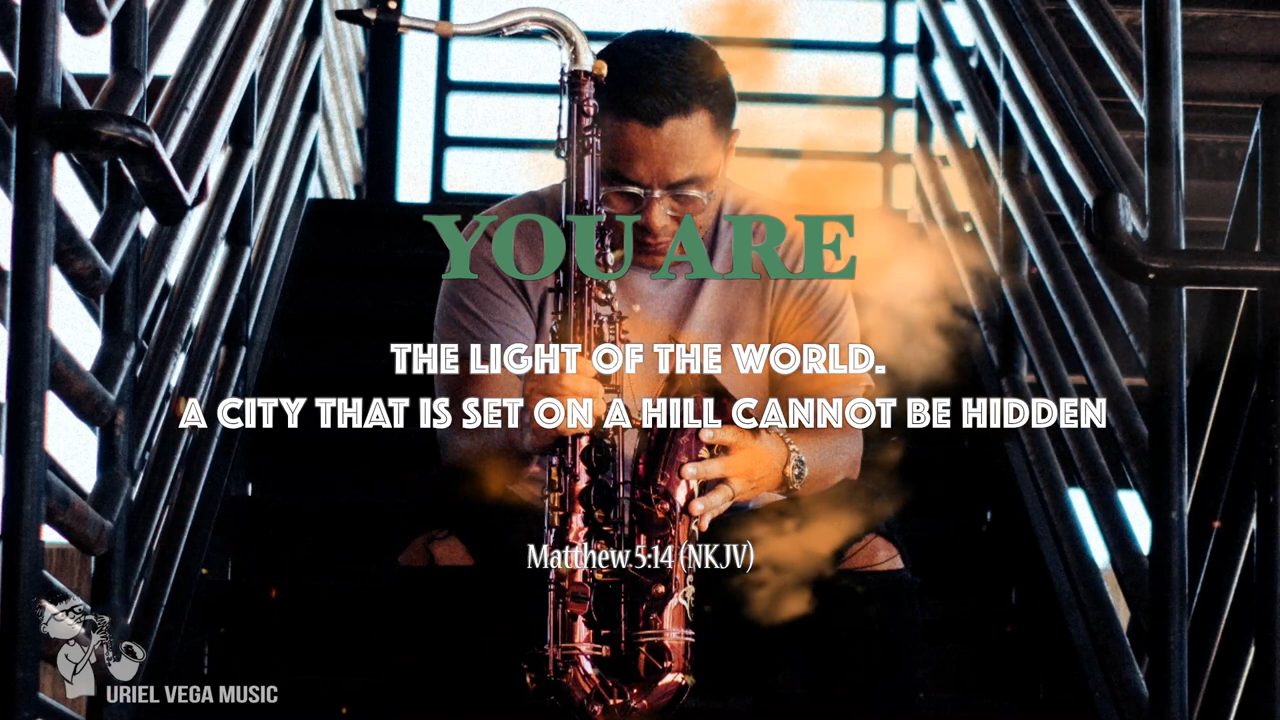 YOU ARE
THE LIGHT OF THE WORLD.
A CITY THAT IS SET ON A HILL CANNOT BE HIDDEN
Matthew 5:14 (NKJV)
URIEL VEGA MUSIC